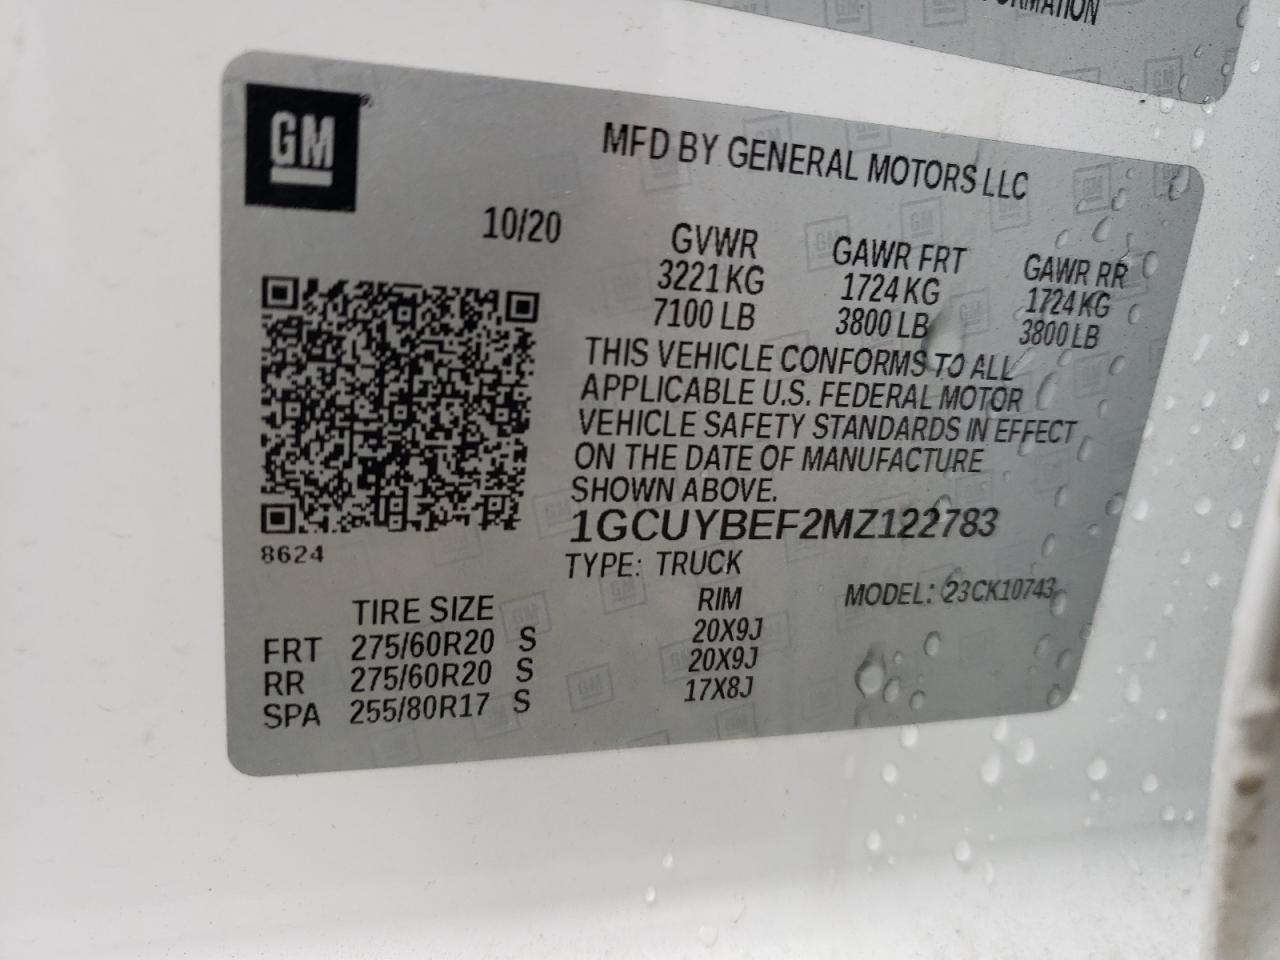 ORMATION
GM
MFD BY GENERAL MOTORS LLC
10/20
GVWR GAWR FRT GAWR RR
3221 KG 1724 KG 1724 KG
7100 LB 3800 LB 3800 LB
THIS VEHICLE CONFORMS TO ALL
APPLICABLE U.S. FEDERAL MOTOR
VEHICLE SAFETY STANDARDS IN EFFECT
ON THE DATE OF MANUFACTURE
SHOWN ABOVE.
1GCUYBEF2MZ122783
8624
TYPE: TRUCK
TIRE SIZE RIM MODEL: 23CK10743
FRT 275/60R20 S 20X9J
RR 275/60R20 S 20X9J
SPA 255/80R17 S 17X8J